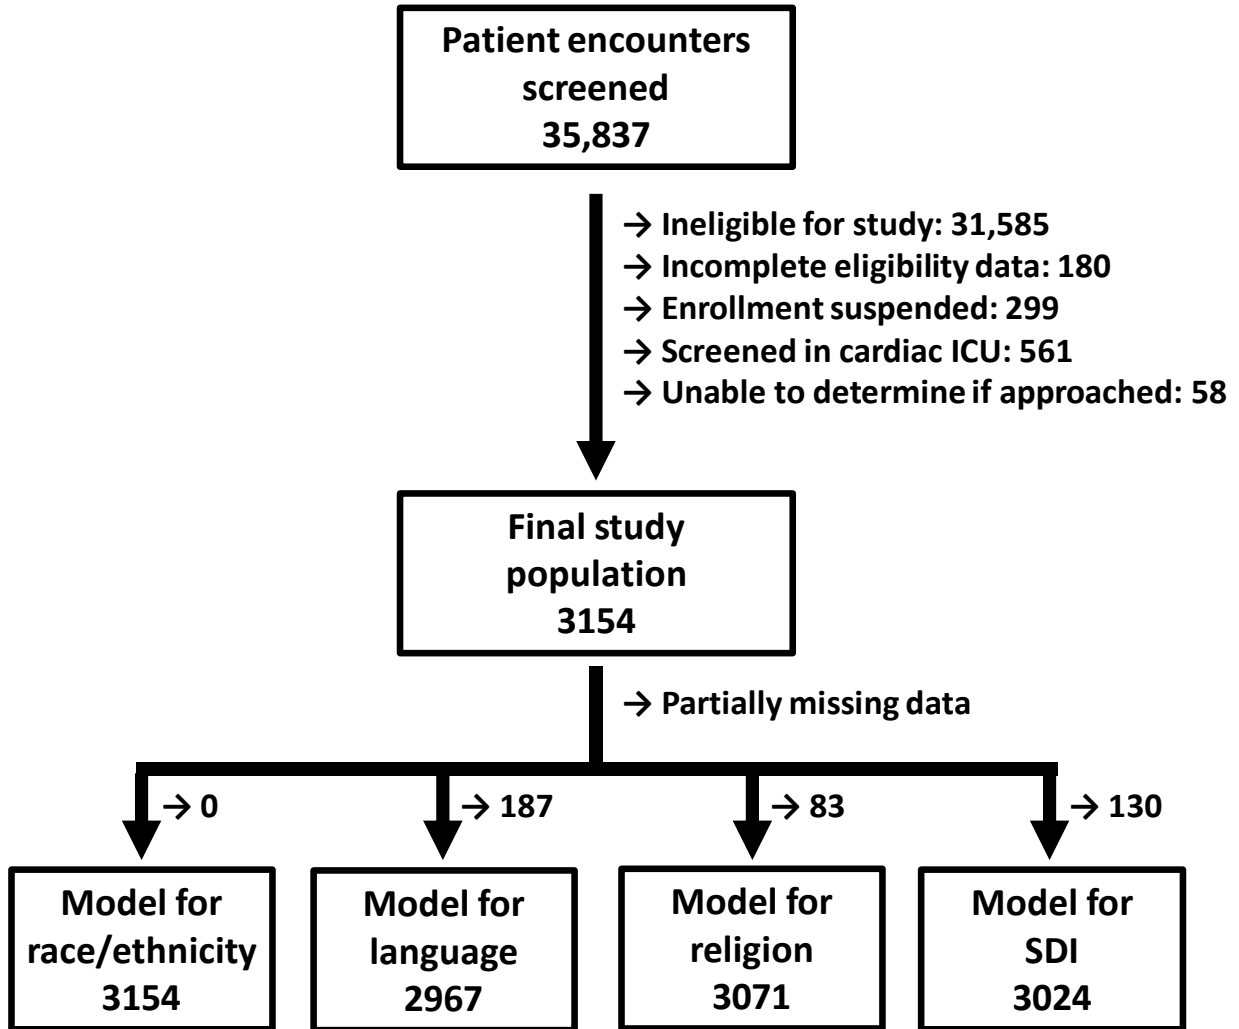 Patient encounters
screened
35,837
→ Ineligible for study: 31,585
→ Incomplete eligibility data: 180
→ Enrollment suspended: 299
→ Screened in cardiac ICU: 561
→ Unable to determine if approached: 58
Final study
population
3154
→ Partially missing data
→ 0
→ 187
→ 83
→ 130
Model for
race/ethnicity
3154
Model for
language
2967
Model for
religion
3071
Model for
SDI
3024